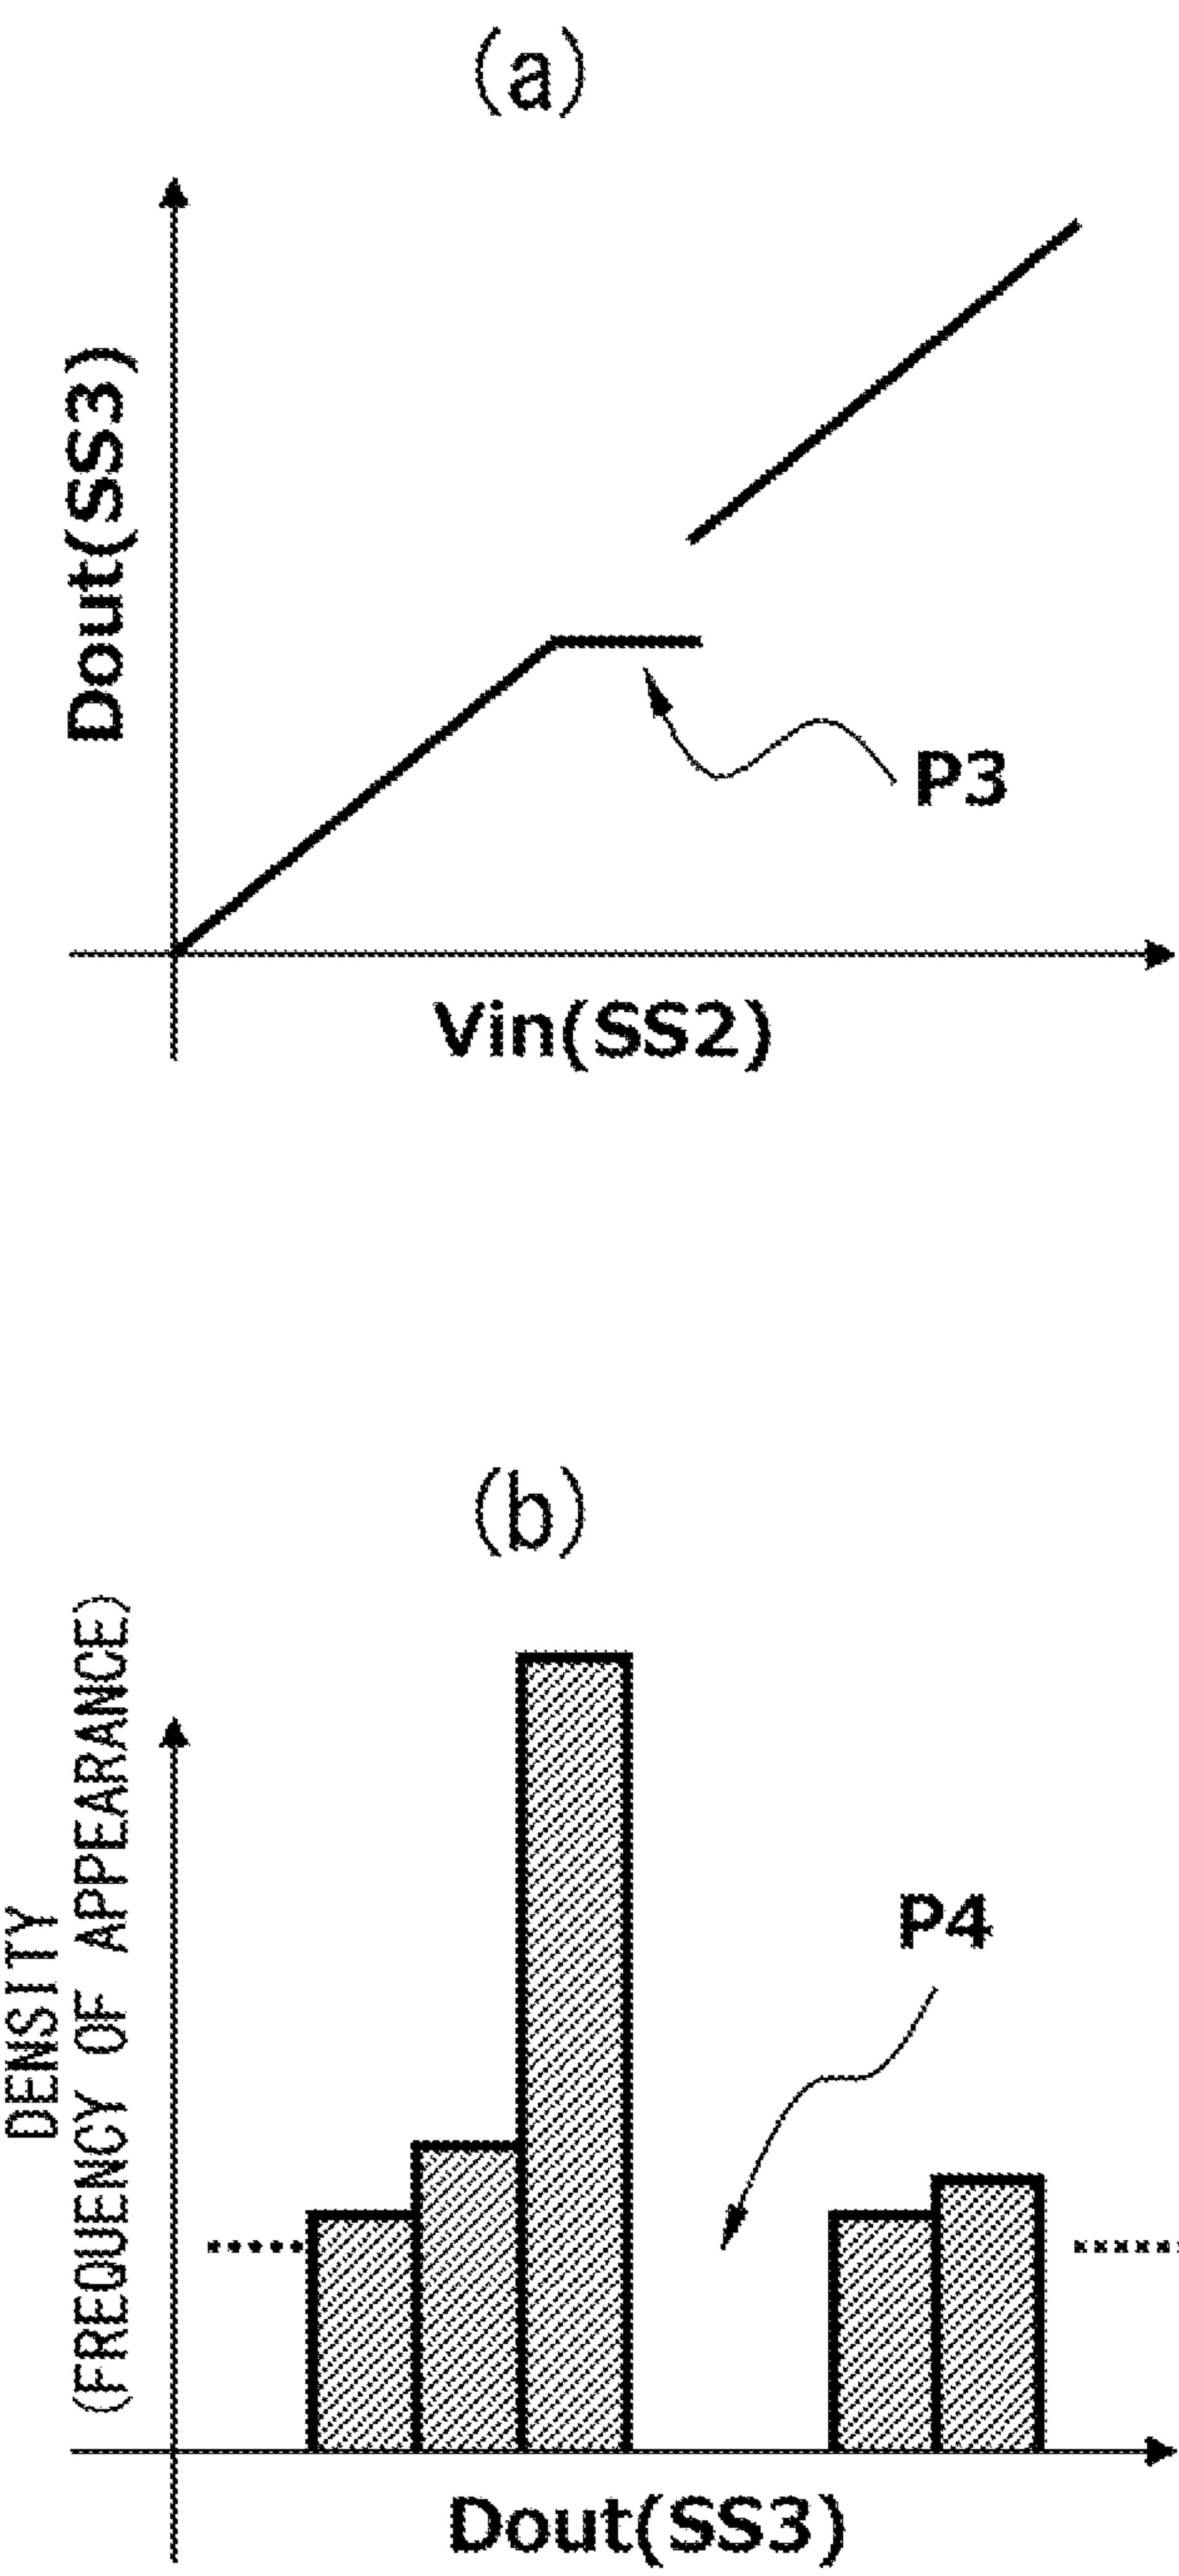 (a)
Dout(SS3)
P3
Vin(SS2)
(b)
DENSITY
(FREQUENCY OF APPEARANCE)
P4
Dout(SS3)